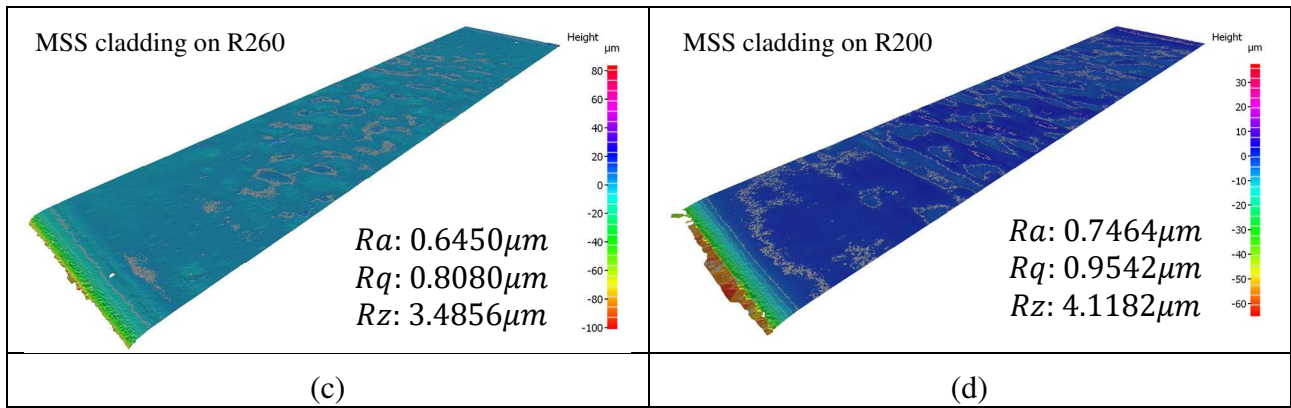 MSS cladding on R260
Height
µm
80
60
40
20
0
-20
-40
-60
-80
-100
Ra: 0.6450µm
Rq: 0.8080µm
Rz: 3.4856µm
(c)
MSS cladding on R200
Height
µm
30
20
10
0
-10
-20
-30
-40
-50
-60
Ra: 0.7464µm
Rq: 0.9542µm
Rz: 4.1182µm
(d)